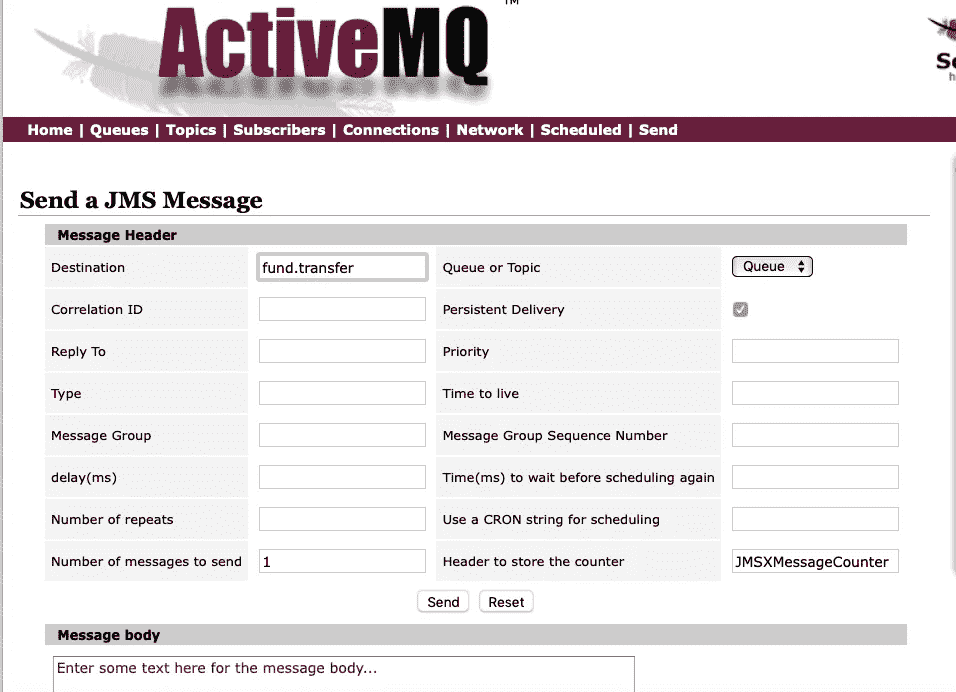 TM
ActiveMQ
Home | Queues | Topics | Subscribers | Connections | Network | Scheduled | Send
Send a JMS Message
Message Header
Destination fund.transfer Queue or Topic Queue
Correlation ID Persistent Delivery
Reply To Priority
Type Time to live
Message Group Message Group Sequence Number
delay(ms) Time(ms) to wait before scheduling again
Number of repeats Use a CRON string for scheduling
Number of messages to send 1 Header to store the counter JMSXMessageCounter
Send Reset
Message body
Enter some text here for the message body...